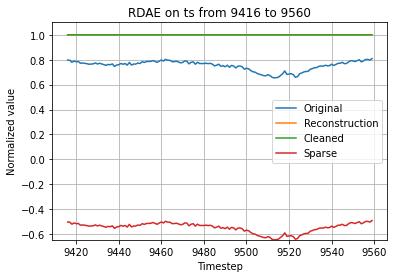 RDAE on ts from 9416 to 9560
1.0
0.8
0.6
0.4
0.2
0.0
−0.2
−0.4
−0.6
Normalized value
Original
Reconstruction
Cleaned
Sparse
9420 9440 9460 9480 9500 9520 9540 9560
Timestep